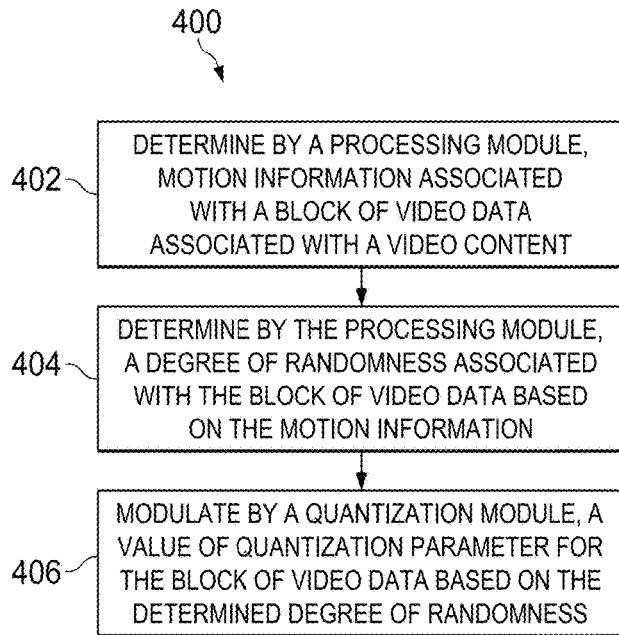 400
402
DETERMINE BY A PROCESSING MODULE,
MOTION INFORMATION ASSOCIATED
WITH A BLOCK OF VIDEO DATA
ASSOCIATED WITH A VIDEO CONTENT
404
DETERMINE BY THE PROCESSING MODULE,
A DEGREE OF RANDOMNESS ASSOCIATED
WITH THE BLOCK OF VIDEO DATA BASED
ON THE MOTION INFORMATION
406
MODULATE BY A QUANTIZATION MODULE, A
VALUE OF QUANTIZATION PARAMETER FOR
THE BLOCK OF VIDEO DATA BASED ON THE
DETERMINED DEGREE OF RANDOMNESS